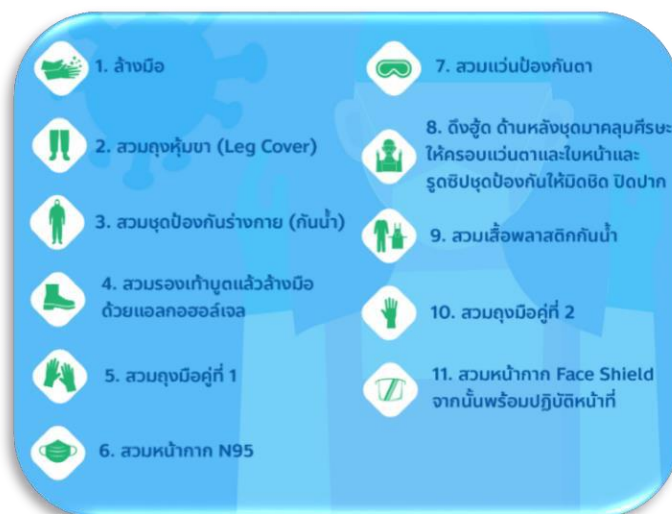 1. ล้างมือ
2. สวมถุงหุ้มขา (Leg Cover)
3. สวมชุดป้องกันร่างกาย (กันน้ำ)
4. สวมรองเท้าบูตแล้วล้างมือ
ด้วยแอลกอฮอล์เจล
5. สวมถุงมือคู่ที่ 1
6. สวมหน้ากาก N95
7. สวมแว่นป้องกันตา
8. ดึงฮู้ด ด้านหลังชุดมาคลุมศีรษะ
ให้ครอบแว่นตาและใบหน้าและ
รูดซิปชุดป้องกันให้มิดชิด ปิดปาก
9. สวมเสื้อพลาสติกกันน้ำ
10. สวมถุงมือคู่ที่ 2
11. สวมหน้ากาก Face Shield
จากนั้นพร้อมปฏิบัติหน้าที่